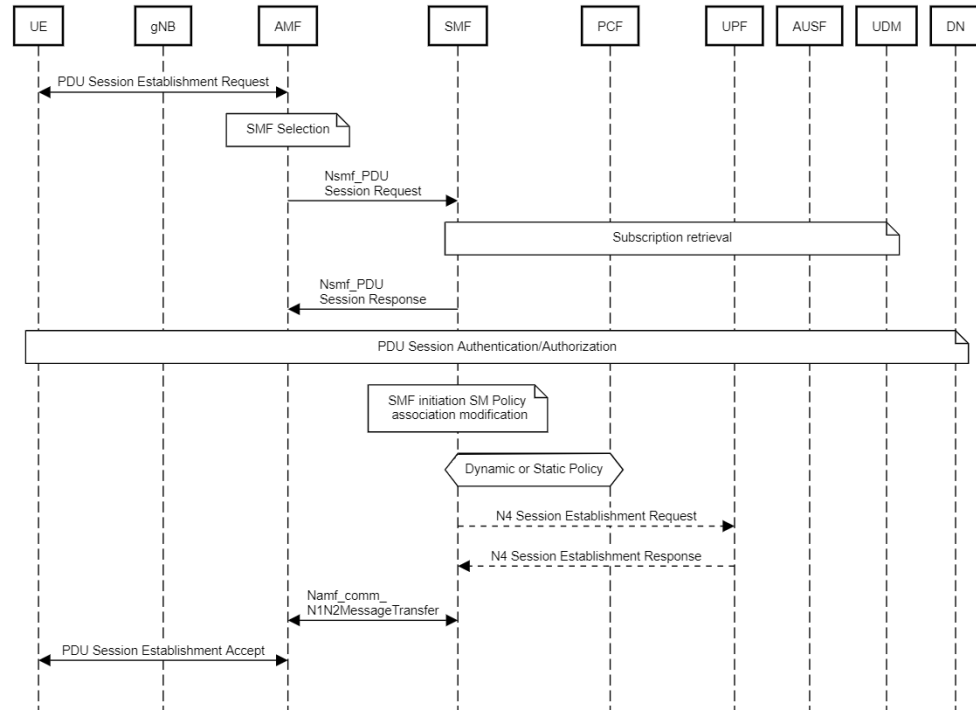 UE gNB AMF SMF PCF UPF AUSF UDM DN
PDU Session Establishment Request
SMF Selection
Nsmf_PDU
Session Request
Subscription retrieval
Nsmf_PDU
Session Response
PDU Session Authentication/Authorization
SMF initiation SM Policy
association modification
Dynamic or Static Policy
N4 Session Establishment Request
N4 Session Establishment Response
Namf_comm_
N1N2MessageTransfer
PDU Session Establishment Accept